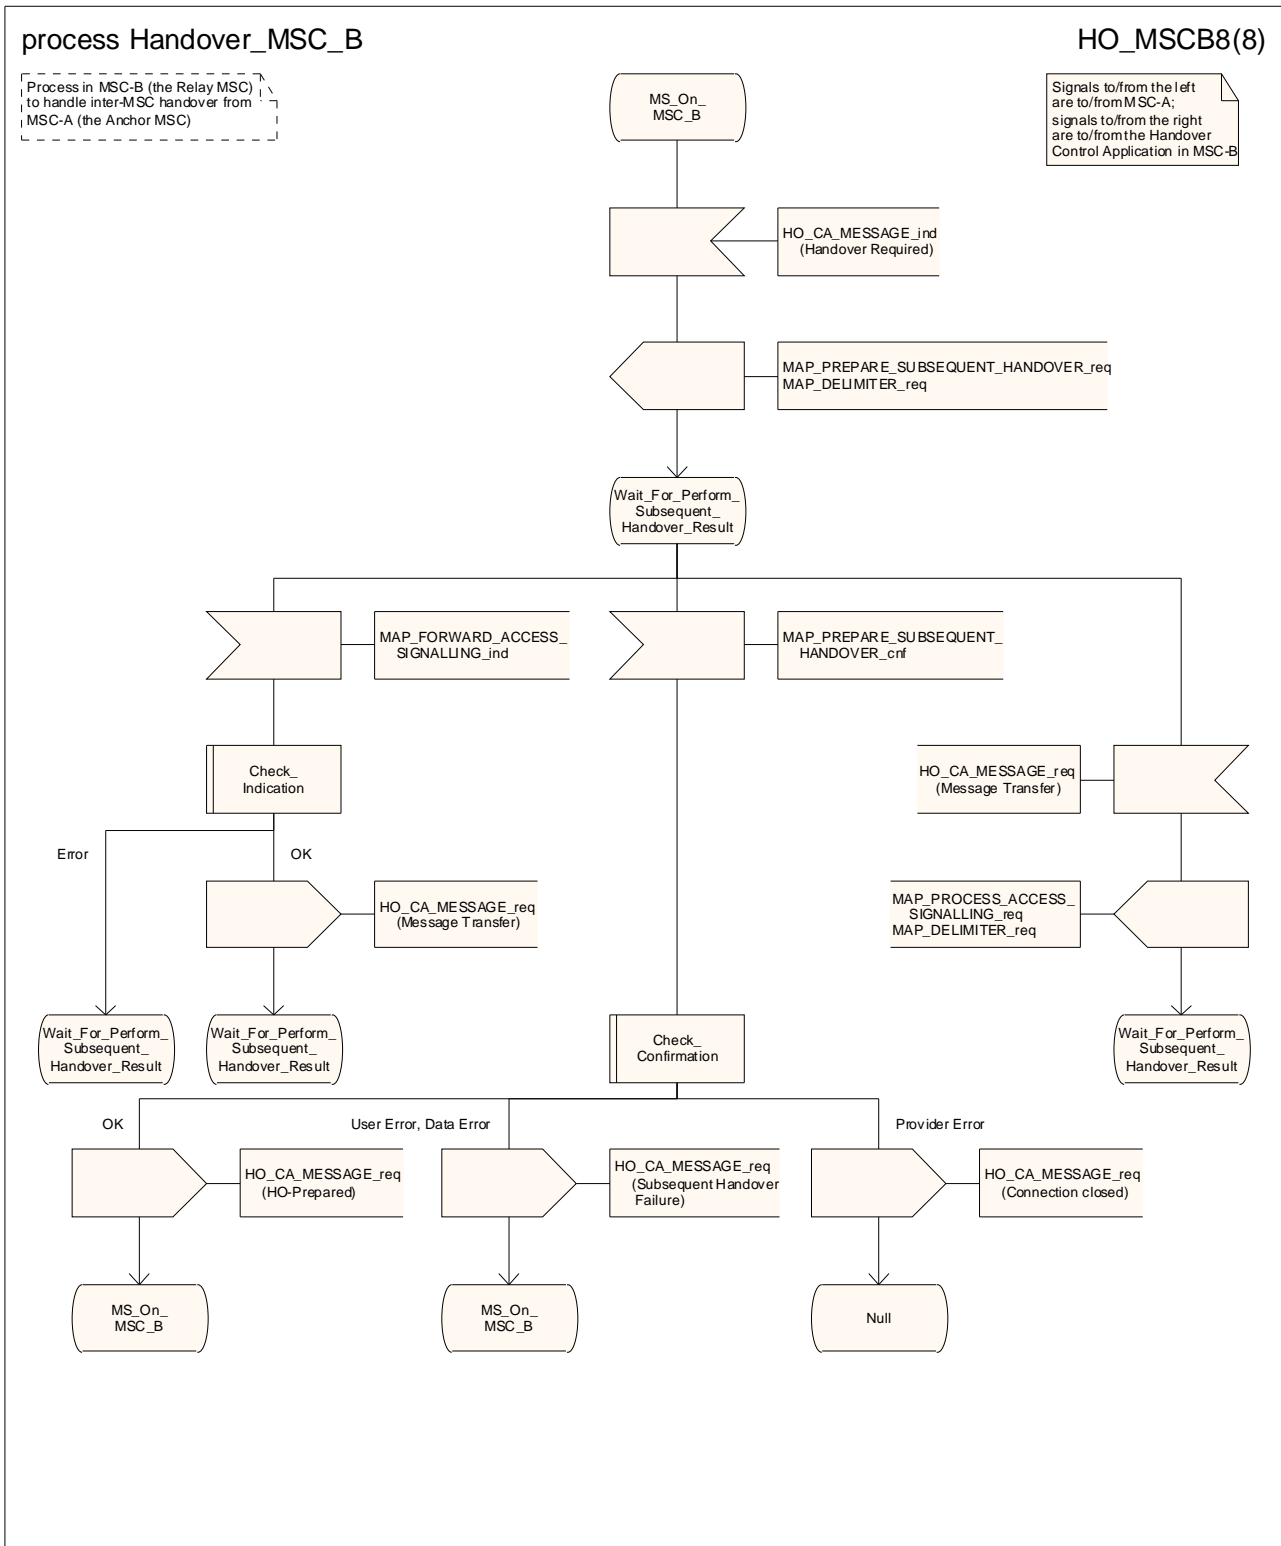 process Handover_MSC_B
HO_MSCB8(8)
Process in MSC-B (the Relay MSC)
to handle inter-MSC handover from
MSC-A (the Anchor MSC)
MS_On_
MSC_B
Signals to/from the left
are to/from MSC-A;
signals to/from the right
are to/from the Handover
Control Application in MSC-B
HO_CA_MESSAGE_ind
(Handover Required)
MAP_PREPARE_SUBSEQUENT_HANDOVER_req
MAP_DELIMITER_req
Wait_For_Perform_
Subsequent_
Handover_Result
MAP_FORWARD_ACCESS_
SIGNALLING_ind
MAP_PREPARE_SUBSEQUENT_
HANDOVER_cnf
Check_
Indication
HO_CA_MESSAGE_req
(Message Transfer)
Error
OK
HO_CA_MESSAGE_req
(Message Transfer)
MAP_PROCESS_ACCESS_
SIGNALLING_req
MAP_DELIMITER_req
Wait_For_Perform_
Subsequent_
Handover_Result
Wait_For_Perform_
Subsequent_
Handover_Result
Check_
Confirmation
Wait_For_Perform_
Subsequent_
Handover_Result
OK
User Error, Data Error
Provider Error
HO_CA_MESSAGE_req
(HO-Prepared)
HO_CA_MESSAGE_req
(Subsequent Handover
Failure)
HO_CA_MESSAGE_req
(Connection closed)
MS_On_
MSC_B
MS_On_
MSC_B
Null